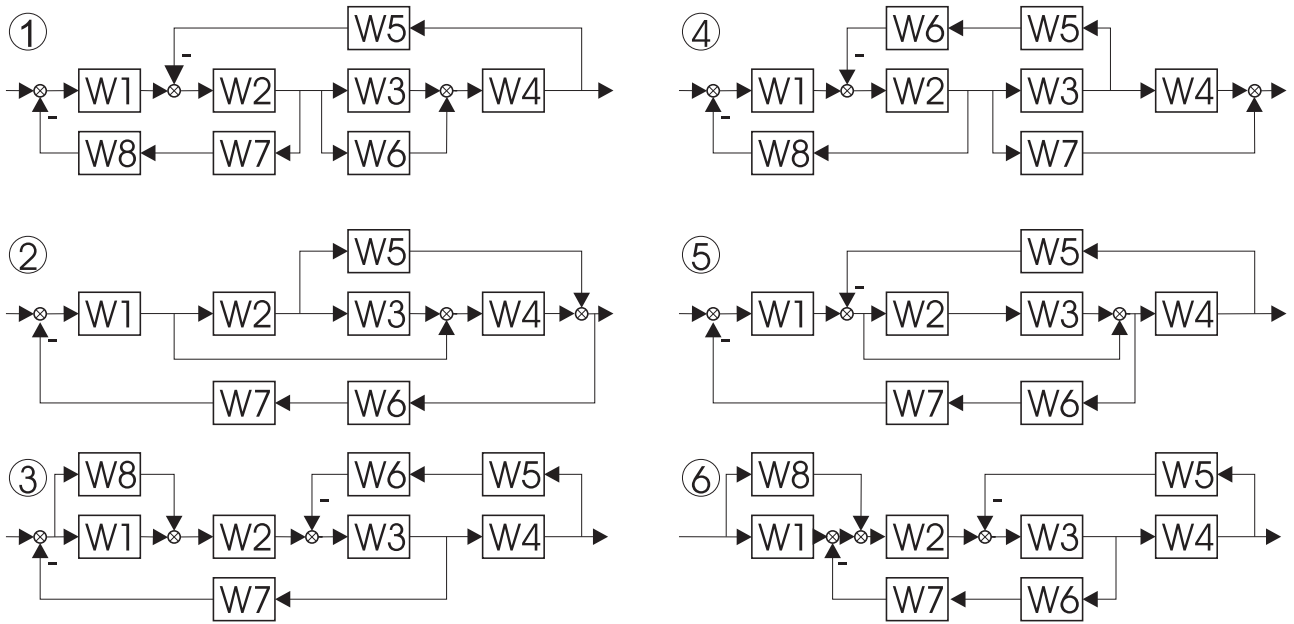 ① W5
- W1 W2 W3 W4
- W8 W7 W6
④ W6 W5
- W1 W2 W3 W4
- W8 W7
② W5
W1 W2 W3 W4
-
W7 W6
⑤ W5
- W1 W2 W3 W4
-
W7 W6
③ W8 W6 W5
- W1 W2 W3 W4
- W7
⑥ W8 W5
- W1 W2 W3 W4
- W7 W6